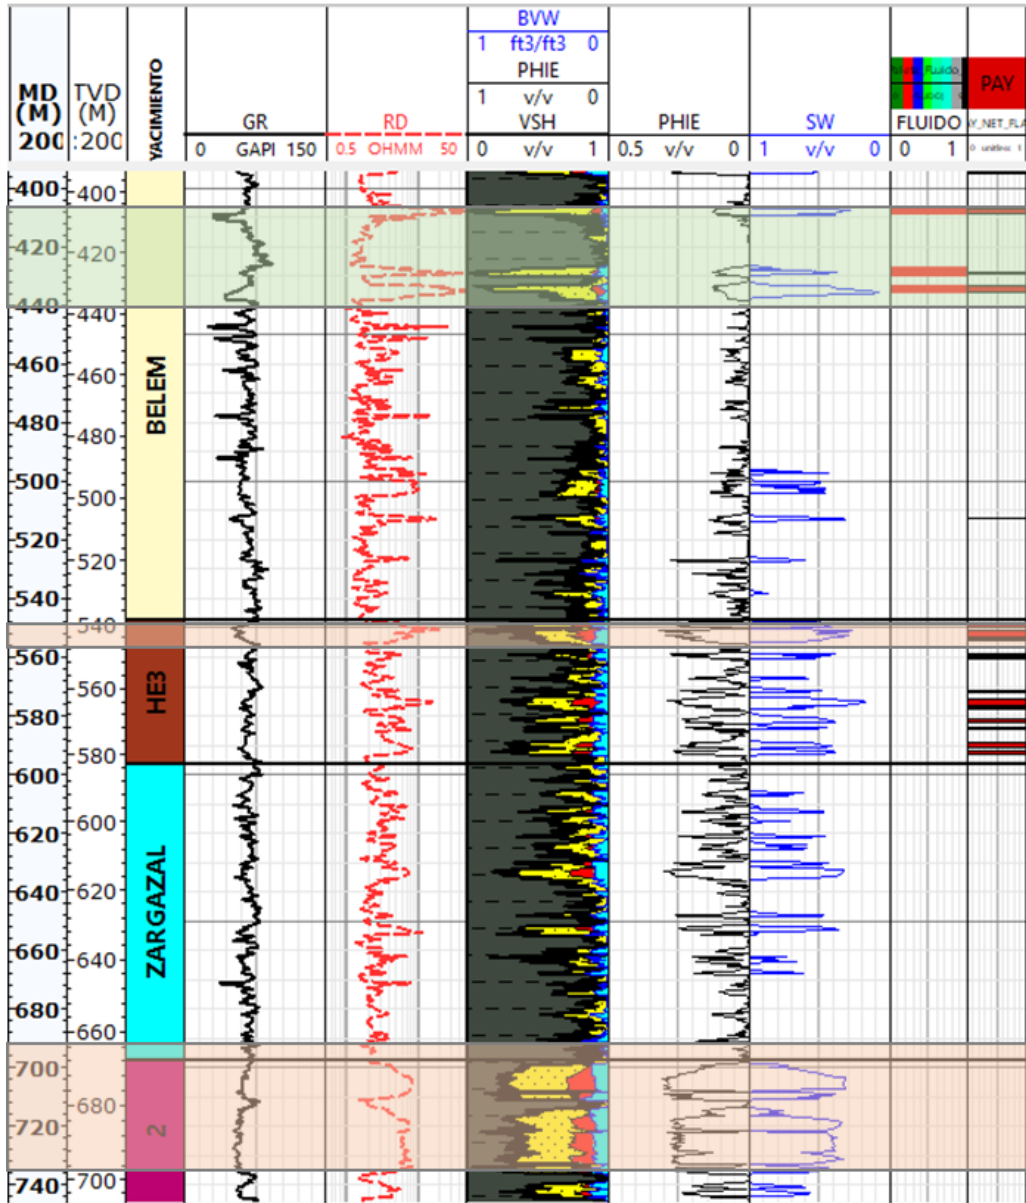 BVW
1 ft3/ft3 0
PHIE
1 v/v 0
MD
(M)
200
TVD
(M)
:200
YACIMIENTO
GR
0 GAPI 150
RD
0.5 OHMM 50
VSH
0 v/v 1
PHIE
0.5 v/v 0
SW
1 v/v 0
FLUIDO
0 1
PAY
400
420
440
460
480
500
520
540
560
580
600
620
640
660
680
700
720
740
400
420
440
460
480
500
520
540
560
580
600
620
640
660
680
700
BELEM
HE3
ZARGAZAL
2